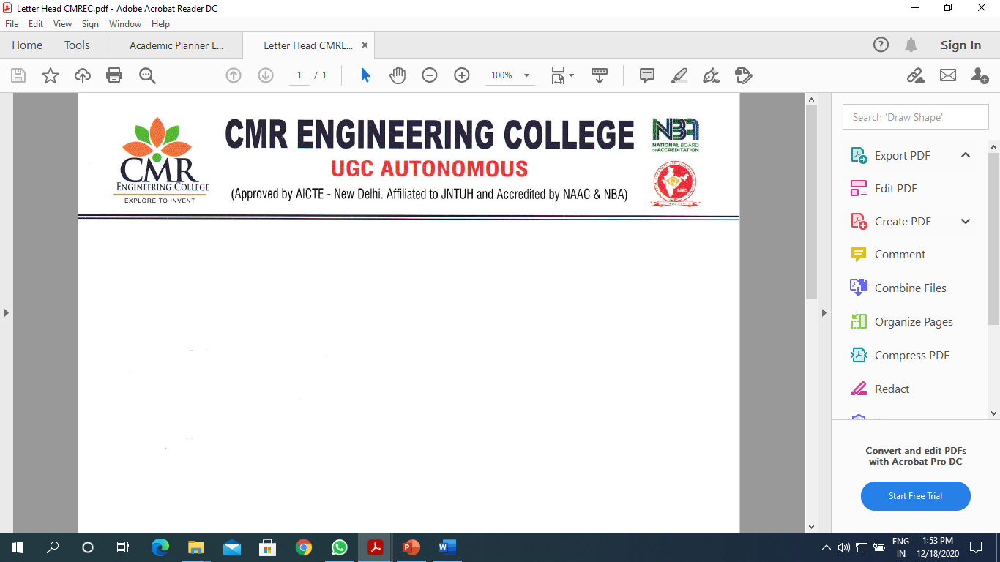 Letter Head CMREC.pdf - Adobe Acrobat Reader DC
File Edit View Sign Window Help
Home Tools Academic Planner E... Letter Head CMRE... Sign In
1 / 1 100%
Search 'Draw Shape'
CMR ENGINEERING COLLEGE
UGC AUTONOMOUS
(Approved by AICTE - New Delhi. Affiliated to JNTUH and Accredited by NAAC & NBA)
CMR
ENGINEERING COLLEGE
EXPLORE TO INVENT
NBA
NATIONAL BOARD
of ACCREDITATION
NAAC
Export PDF
Edit PDF
Create PDF
Comment
Combine Files
Organize Pages
Compress PDF
Redact
Convert and edit PDFs
with Acrobat Pro DC
Start Free Trial
ENG
IN
1:53 PM
12/18/2020